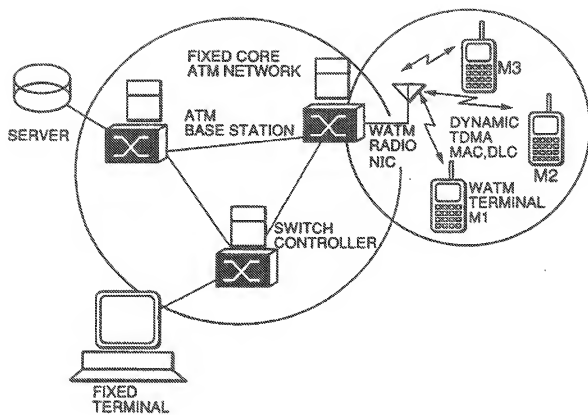 FIXED CORE
ATM NETWORK
SERVER
ATM
BASE STATION
WATM
RADIO
NIC
M3
DYNAMIC
TDMA
MAC,DLC
M2
WATM
TERMINAL
M1
SWITCH
CONTROLLER
FIXED
TERMINAL